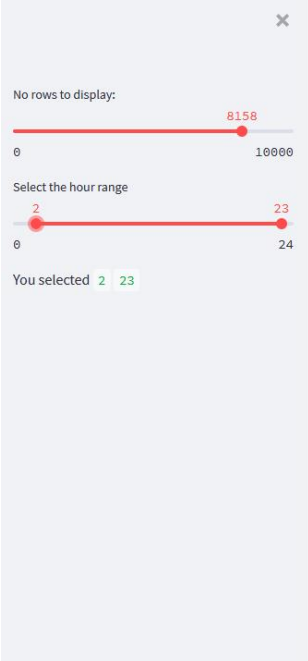 ×
No rows to display:
8158
0 10000
Select the hour range
2 23
0 24
You selected 2 23